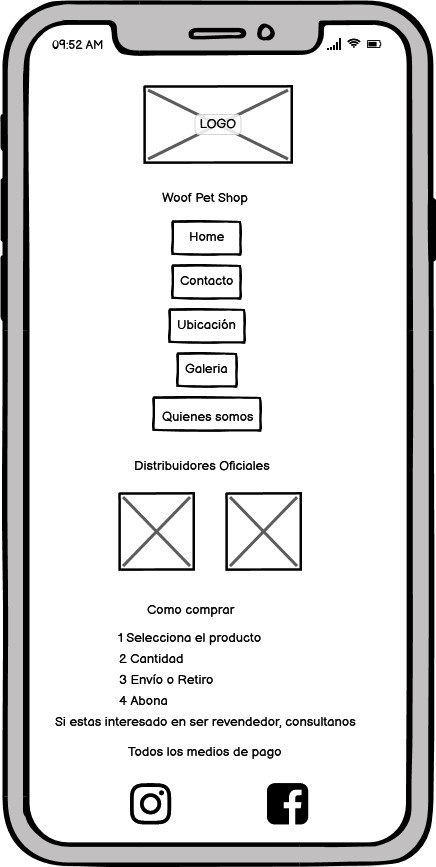 09:52 AM
LOGO
Woof Pet Shop
Home
Contacto
Ubicación
Galeria
Quienes somos
Distribuidores Oficiales
Como comprar
1 Selecciona el producto
2 Cantidad
3 Envío o Retiro
4 Abona
Si estas interesado en ser revendedor, consultanos
Todos los medios de pago